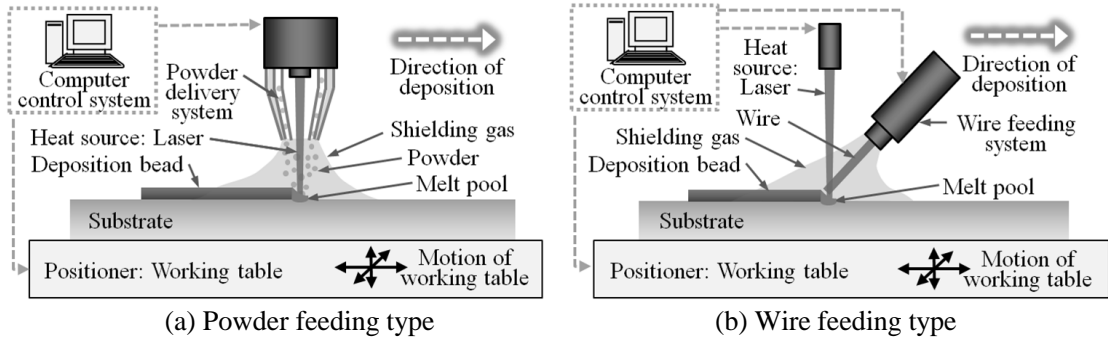 Computer
control system
Powder
delivery
system
Direction of
deposition
Heat source: Laser
Deposition bead
Shielding gas
Powder
Melt pool
Substrate
Positioner: Working table
Motion of
working table
(a) Powder feeding type
Computer
control system
Heat
source:
Laser
Direction of
deposition
Wire
Shielding gas
Deposition bead
Wire feeding
system
Melt pool
Substrate
Positioner: Working table
Motion of
working table
(b) Wire feeding type